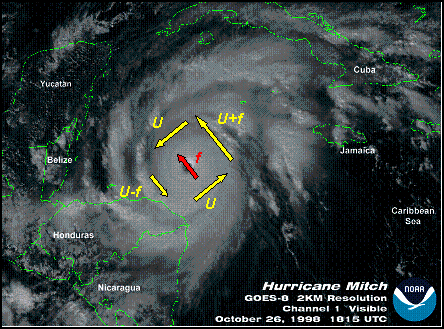 Cuba
Yucatan
U
U+f
f
Jamaica
Belize
U-f
U
Caribbean
Sea
Honduras
Nicaragua
Hurricane Mitch
GOES-8 2KM Resolution
Channel 1 Visible
October 26, 1998 1815 UTC
NOAA